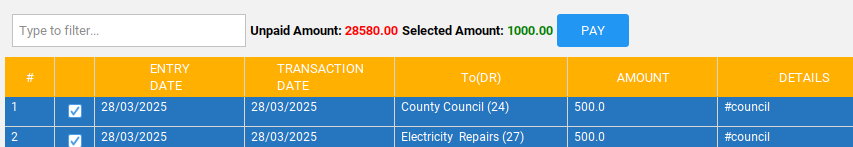 Type to filter... Unpaid Amount: 28580.00 Selected Amount: 1000.00 PAY
# ENTRY DATE TRANSACTION DATE To(DR) AMOUNT DETAILS
1 28/03/2025 28/03/2025 County Council (24) 500.0 #council
2 28/03/2025 28/03/2025 Electricity Repairs (27) 500.0 #council